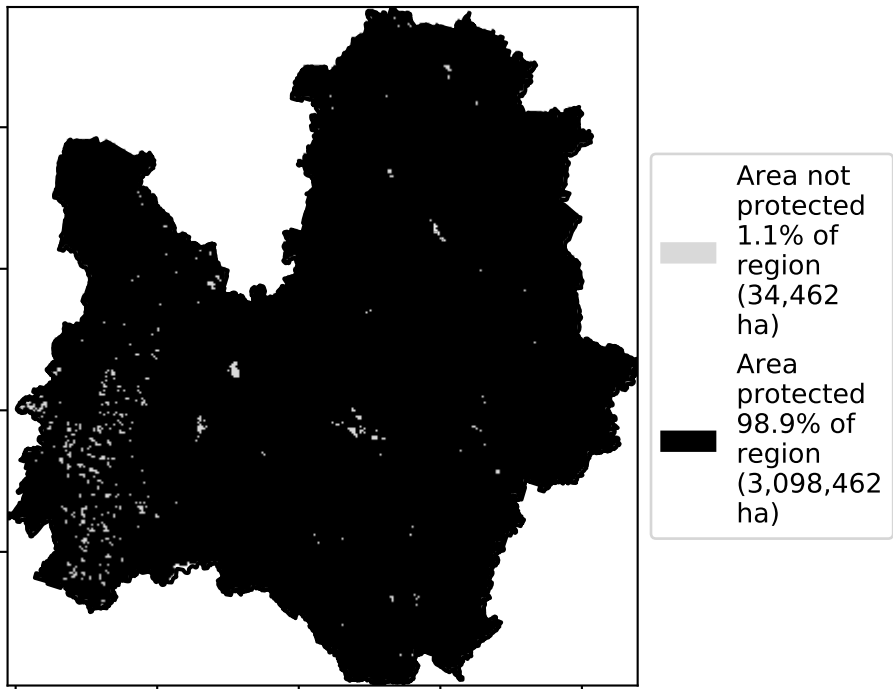 Area not
protected
1.1% of
region
(34,462
ha)
Area
protected
98.9% of
region
(3,098,462
ha)